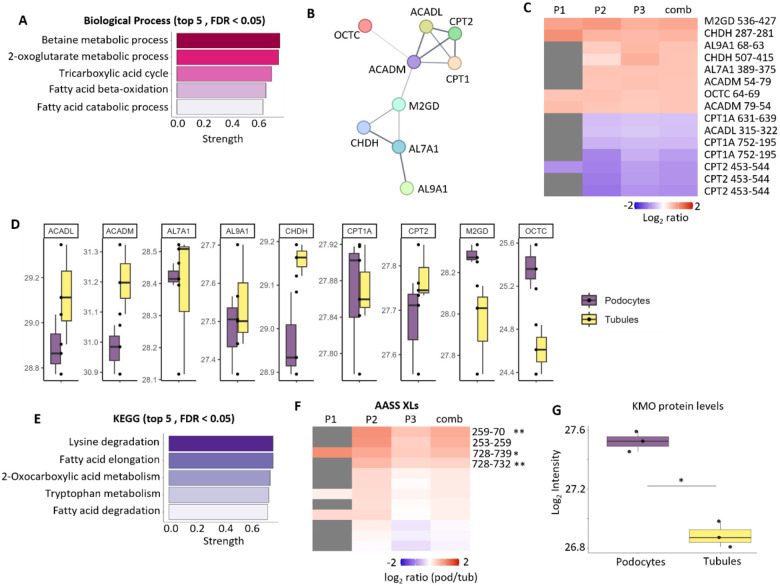 A
Biological Process (top 5 , FDR < 0.05)
Betaine metabolic process
2-oxoglutarate metabolic process
Tricarboxylic acid cycle
Fatty acid beta-oxidation
Fatty acid catabolic process
0.0 0.2 0.4 0.6
Strength
B
OCTC
ACADL
CPT2
ACADM
CPT1
M2GD
CHDH
AL7A1
AL9A1
C
P1 P2 P3 comb
M2GD 536-427
CHDH 287-281
AL9A1 68-63
CHDH 507-415
AL7A1 389-375
ACADM 54-79
OCTC 64-69
ACADM 79-54
CPT1A 631-639
ACADL 315-322
CPT1A 752-195
CPT1A 752-195
CPT2 453-544
CPT2 453-544
CPT2 453-544
-2 2
Log2 ratio
D
ACADL ACADM AL7A1 AL9A1 CHDH CPT1A CPT2 M2GD OCTC
29.2
29.1
29.0
28.9
28.8
31.3
31.2
31.1
31.0
30.9
28.5
28.4
28.3
28.2
28.1
27.7
27.6
27.5
27.4
29.2
29.1
29.0
28.9
27.92
27.88
27.84
27.80
27.8
27.7
27.6
28.2
28.0
27.8
25.6
25.2
24.8
24.4
Podocytes
Tubules
E
KEGG (top 5 , FDR < 0.05)
Lysine degradation
Fatty acid elongation
2-Oxocarboxylic acid metabolism
Tryptophan metabolism
Fatty acid degradation
0.0 0.2 0.4 0.6
Strength
F
AASS XLs
P1 P2 P3 comb
259-70 **
253-259
728-739*
728-732 **
-2 2
log2 ratio (pod/tub)
G
KMO protein levels
27.6
27.2
26.8
Log2 Intensity
*
Podocytes Tubules